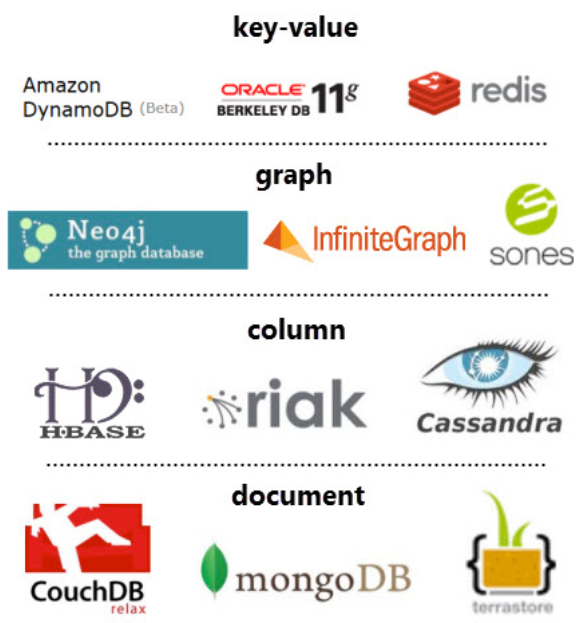 key-value
Amazon
DynamoDB (Beta)
ORACLE
BERKELEY DB 11g
redis
graph
Neo4j
the graph database
InfiniteGraph
sones
column
HBASE
riak
Cassandra
document
CouchDB
relax
mongoDB
terrastore